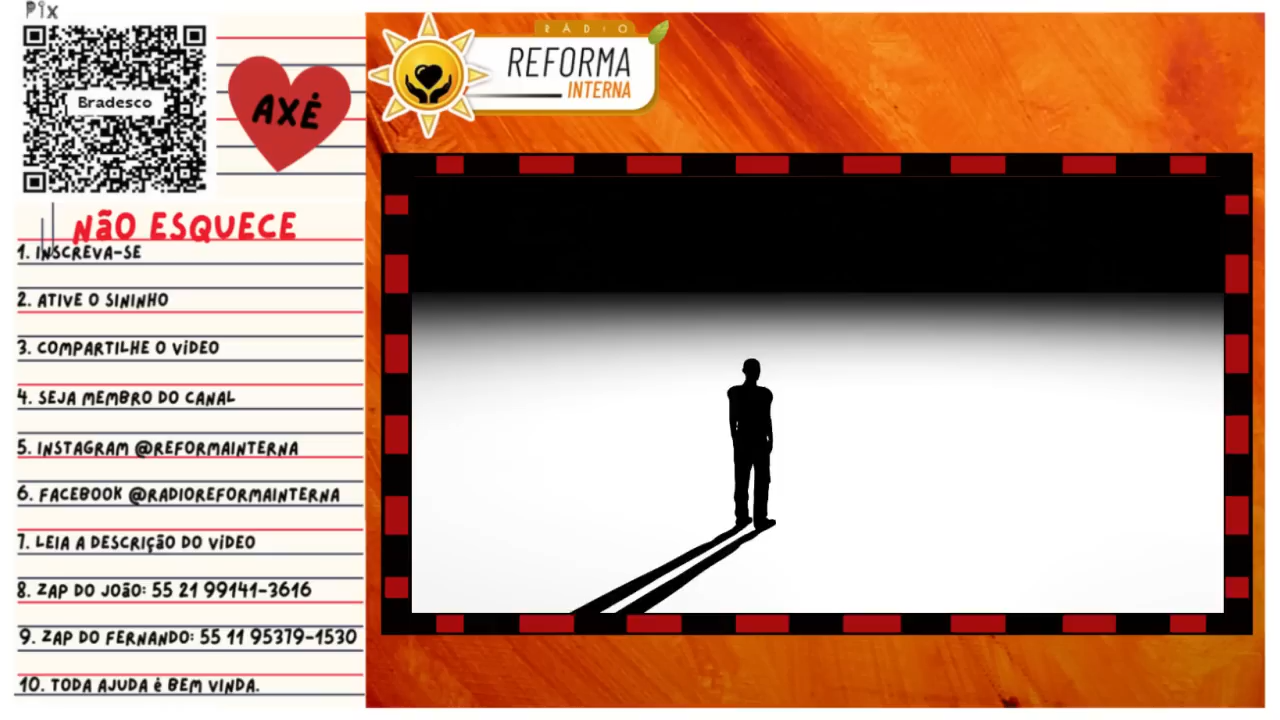 Pix
Bradesco
AXÉ
NÃO ESQUECE
1. INSCREVA-SE
2. ATIVE O SININHO
3. COMPARTILHE O VÍDEO
4. SEJA MEMBRO DO CANAL
5. INSTAGRAM @REFORMAINTERNA
6. FACEBOOK @RADIOREFORMAINTERNA
7. LEIA A DESCRIÇÃO DO VÍDEO
8. ZAP DO JOÃO: 55 21 99141-3616
9. ZAP DO FERNANDO: 55 11 95379-1530
10. TODA AJUDA É BEM VINDA.
RÁDIO
REFORMA
INTERNA